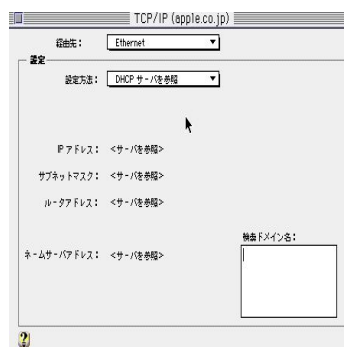 TCP/IP (apple.co.jp)
経由先： Ethernet
設定
設定方法： DHCP サーバを参照
IP アドレス： <サーバを参照>
サブネットマスク： <サーバを参照>
ルータアドレス： <サーバを参照>
検索ドメイン名：
ネームサーバアドレス： <サーバを参照>
?